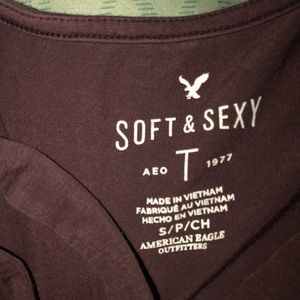 SOFT & SEXY
AEO T 1977
MADE IN VIETNAM
FABRIQUÉ AU VIETNAM
HECHO EN VIETNAM
S/P/CH
AMERICAN EAGLE
OUTFITTERS